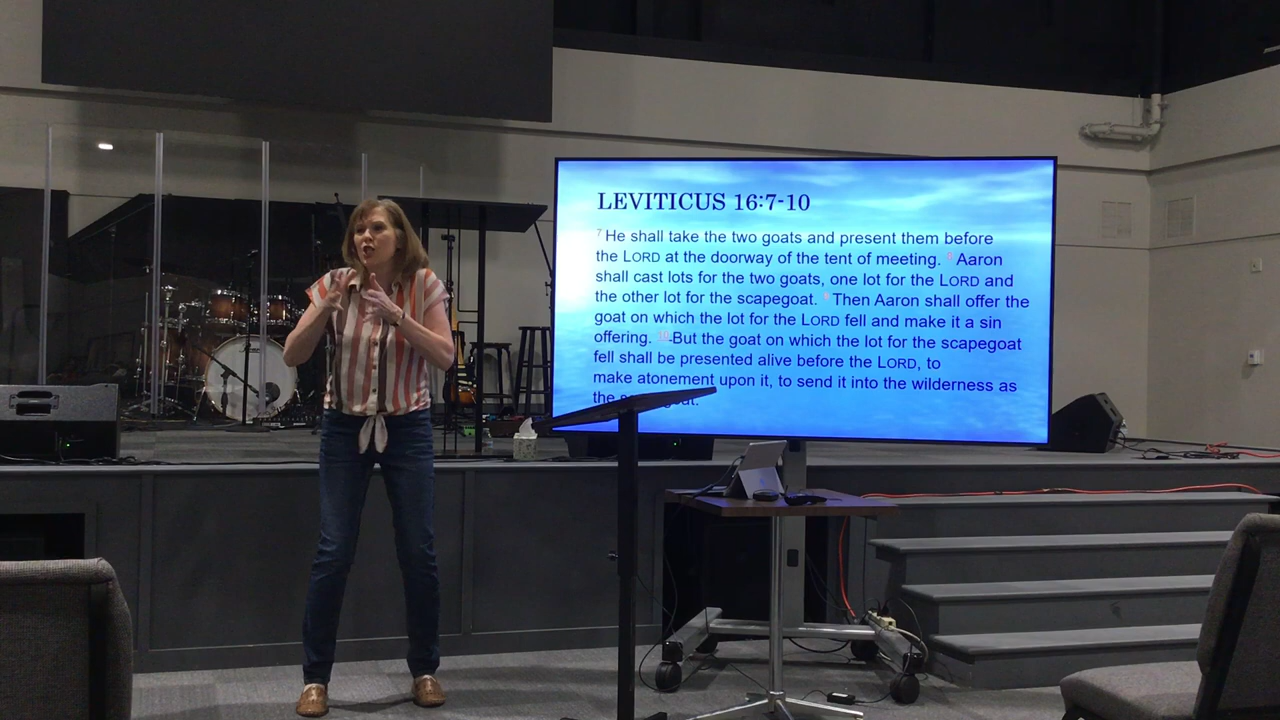 LEVITICUS 16:7-10
7 He shall take the two goats and present them before
the LORD at the doorway of the tent of meeting. Aaron
shall cast lots for the two goats, one lot for the LORD and
the other lot for the scapegoat. Then Aaron shall offer the
goat on which the lot for the LORD fell and make it a sin
offering. 10 But the goat on which the lot for the scapegoat
fell shall be presented alive before the LORD, to
make atonement upon it, to send it into the wilderness as
the